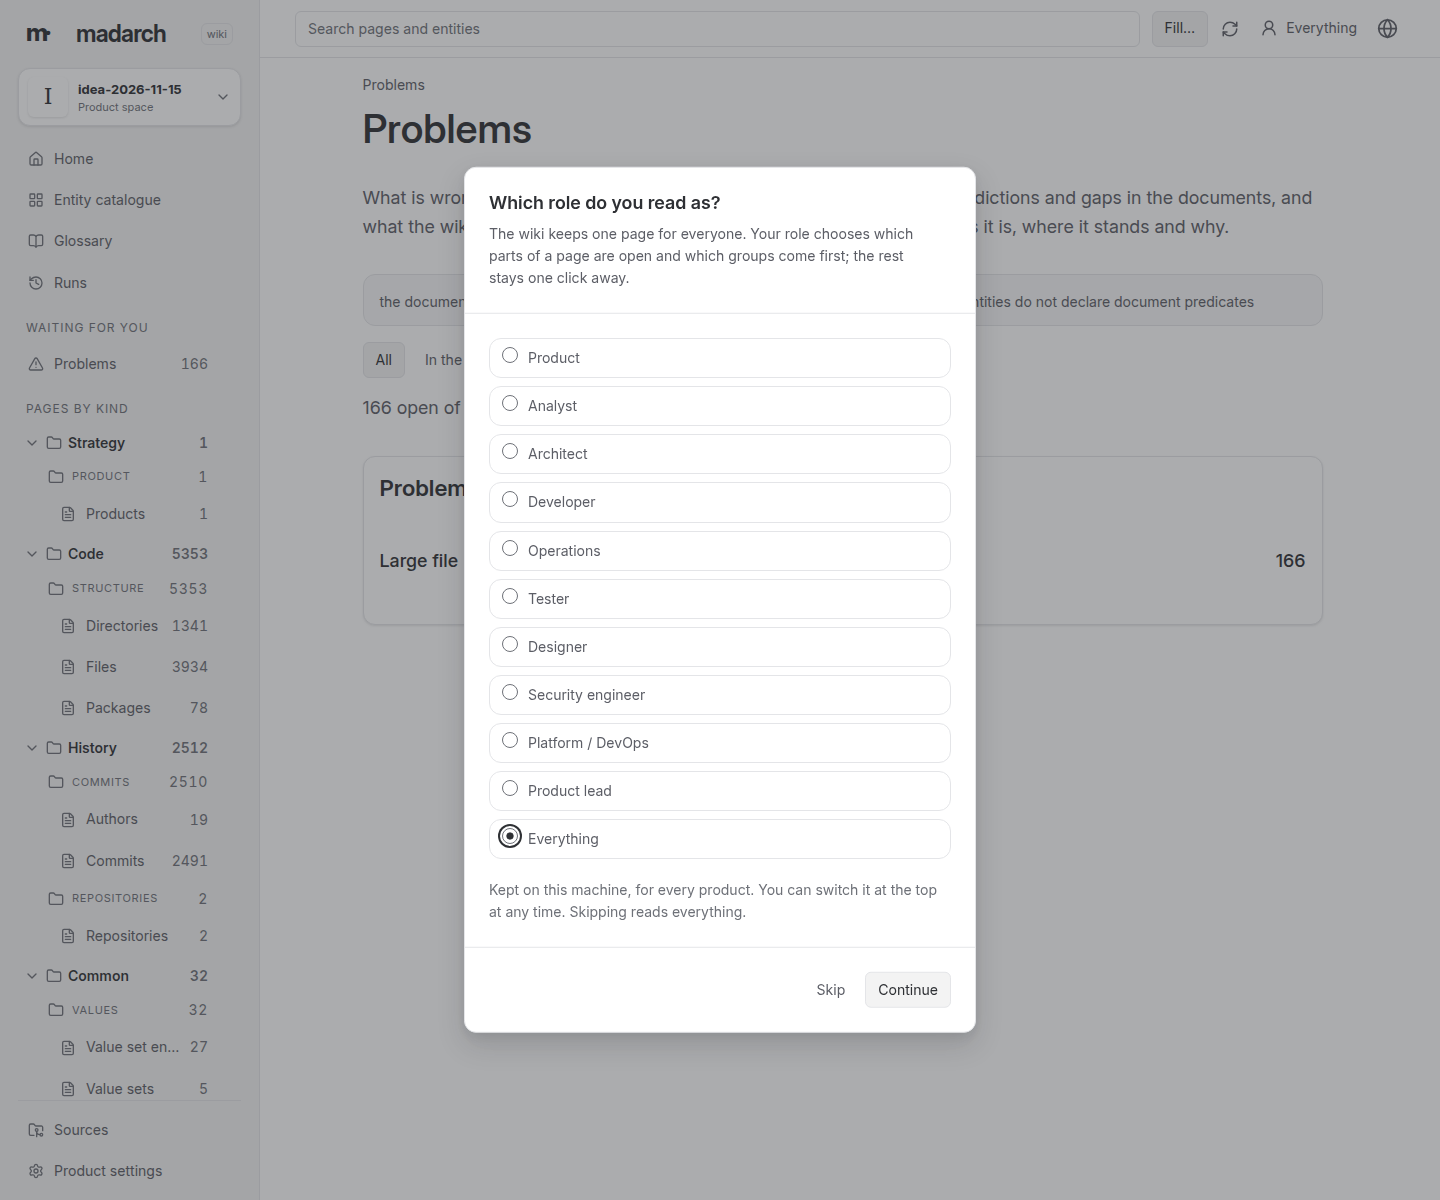 m·
madarch
wiki
I
idea-2026-11-15
Product space
Home
Entity catalogue
Glossary
Runs
WAITING FOR YOU
Problems 166
PAGES BY KIND
Strategy 1
PRODUCT 1
Products 1
Code 5353
STRUCTURE 5353
Directories 1341
Files 3934
Packages 78
History 2512
COMMITS 2510
Authors 19
Commits 2491
REPOSITORIES 2
Repositories 2
Common 32
VALUES 32
Value set en... 27
Value sets 5
Sources
Product settings
Search pages and entities
Fill...
Everything
Problems
Problems
What is wro
dictions and gaps in the documents, and
what the wik
it is, where it stands and why.
the documen
ntities do not declare document predicates
All
In the
166 open of
Problem
Large file
166
Which role do you read as?
The wiki keeps one page for everyone. Your role chooses which
parts of a page are open and which groups come first; the rest
stays one click away.
Product
Analyst
Architect
Developer
Operations
Tester
Designer
Security engineer
Platform / DevOps
Product lead
Everything
Kept on this machine, for every product. You can switch it at the top
at any time. Skipping reads everything.
Skip
Continue